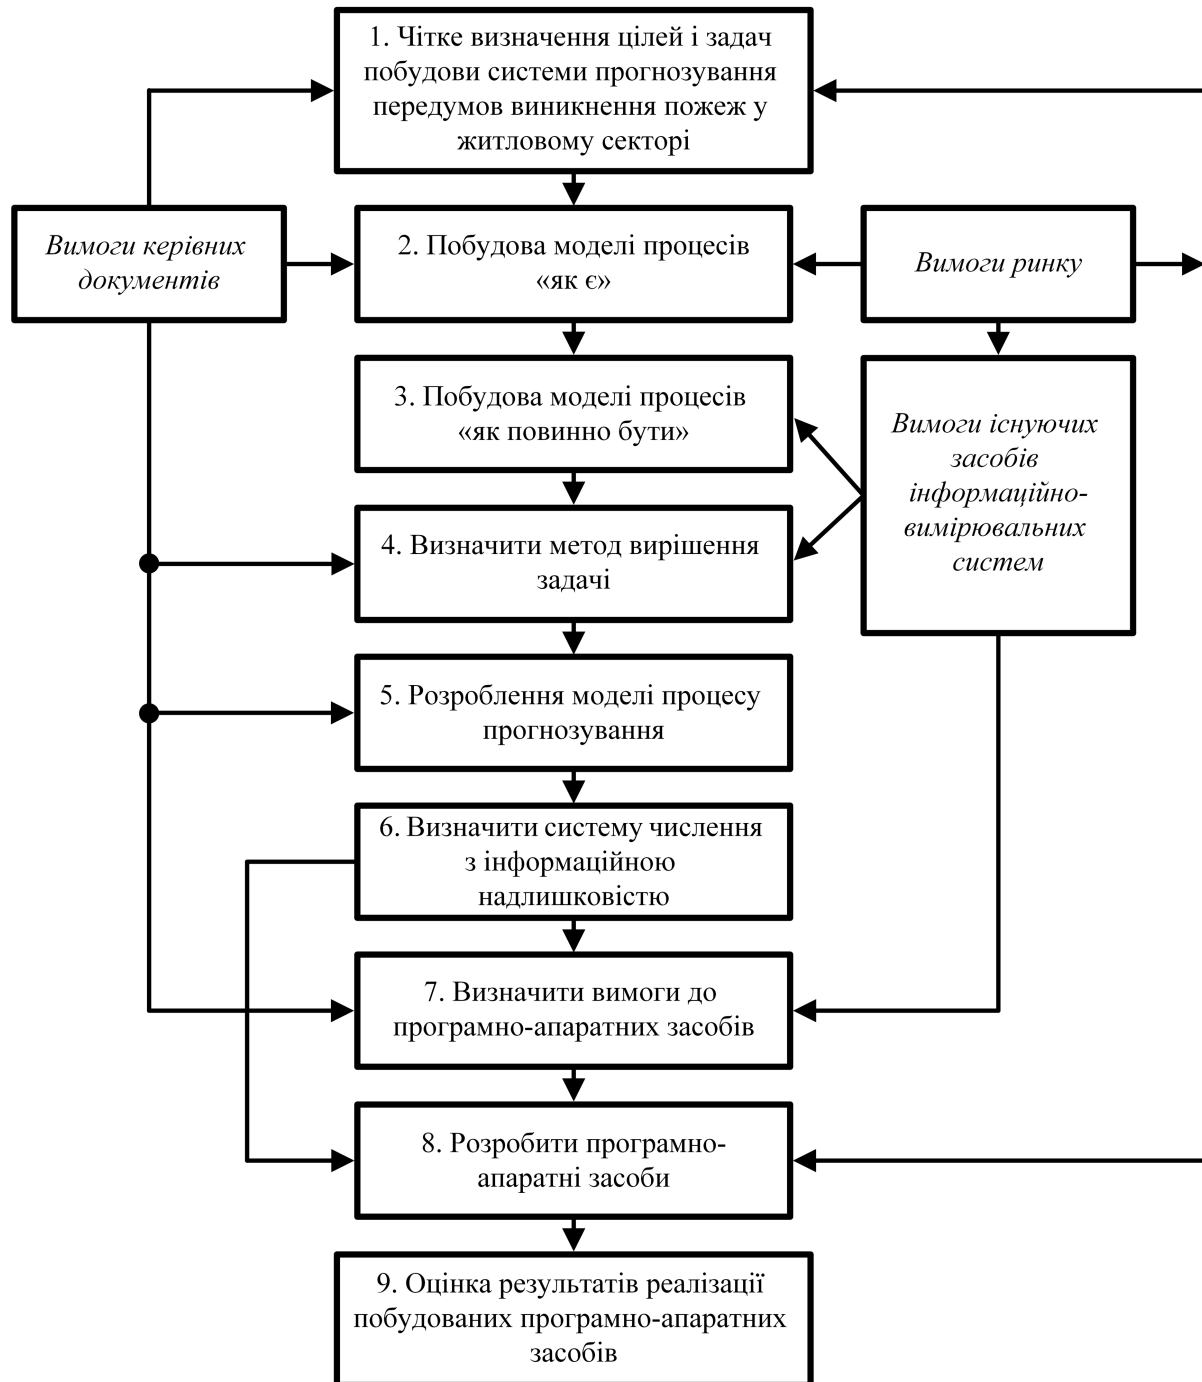 1. Чітке визначення цілей і задач
побудови системи прогнозування
передумов виникнення пожеж у
житловому секторі
Вимоги керівних
документів
2. Побудова моделі процесів
«як є»
Вимоги ринку
3. Побудова моделі процесів
«як повинно бути»
Вимоги існуючих
засобів
інформаційно-
вимірювальних
систем
4. Визначити метод вирішення
задачі
5. Розроблення моделі процесу
прогнозування
6. Визначити систему числення
з інформаційною
надлишковістю
7. Визначити вимоги до
програмно-апаратних засобів
8. Розробити програмно-
апаратні засоби
9. Оцінка результатів реалізації
побудованих програмно-апаратних
засобів